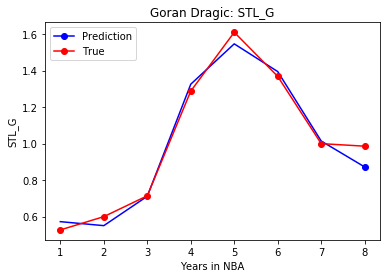 Goran Dragic: STL_G
Prediction
True
STL_G
1.6
1.4
1.2
1.0
0.8
0.6
1 2 3 4 5 6 7 8
Years in NBA